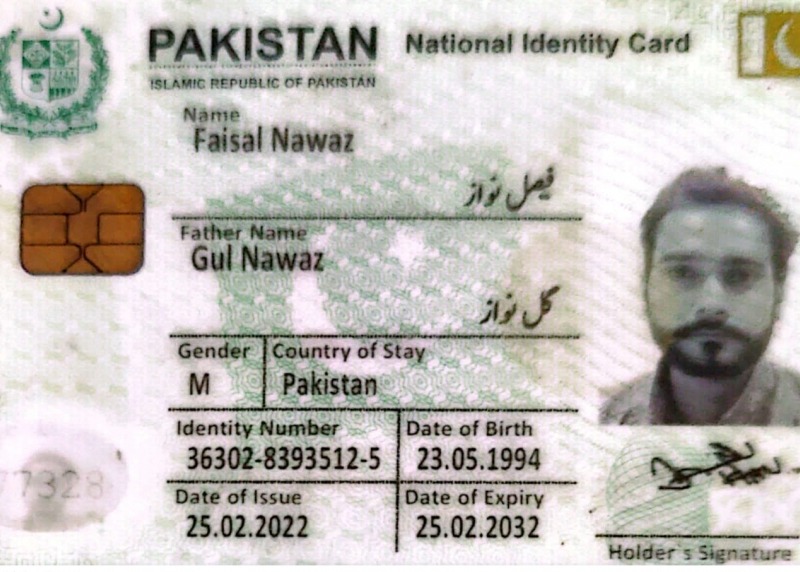 PAKISTAN National Identity Card
ISLAMIC REPUBLIC OF PAKISTAN
Name
Faisal Nawaz
فیصل نواز
Father Name
Gul Nawaz
گل نواز
Gender Country of Stay
M Pakistan
Identity Number Date of Birth
36302-8393512-5 23.05.1994
77328
Date of Issue Date of Expiry
25.02.2022 25.02.2032
Holder's Signature